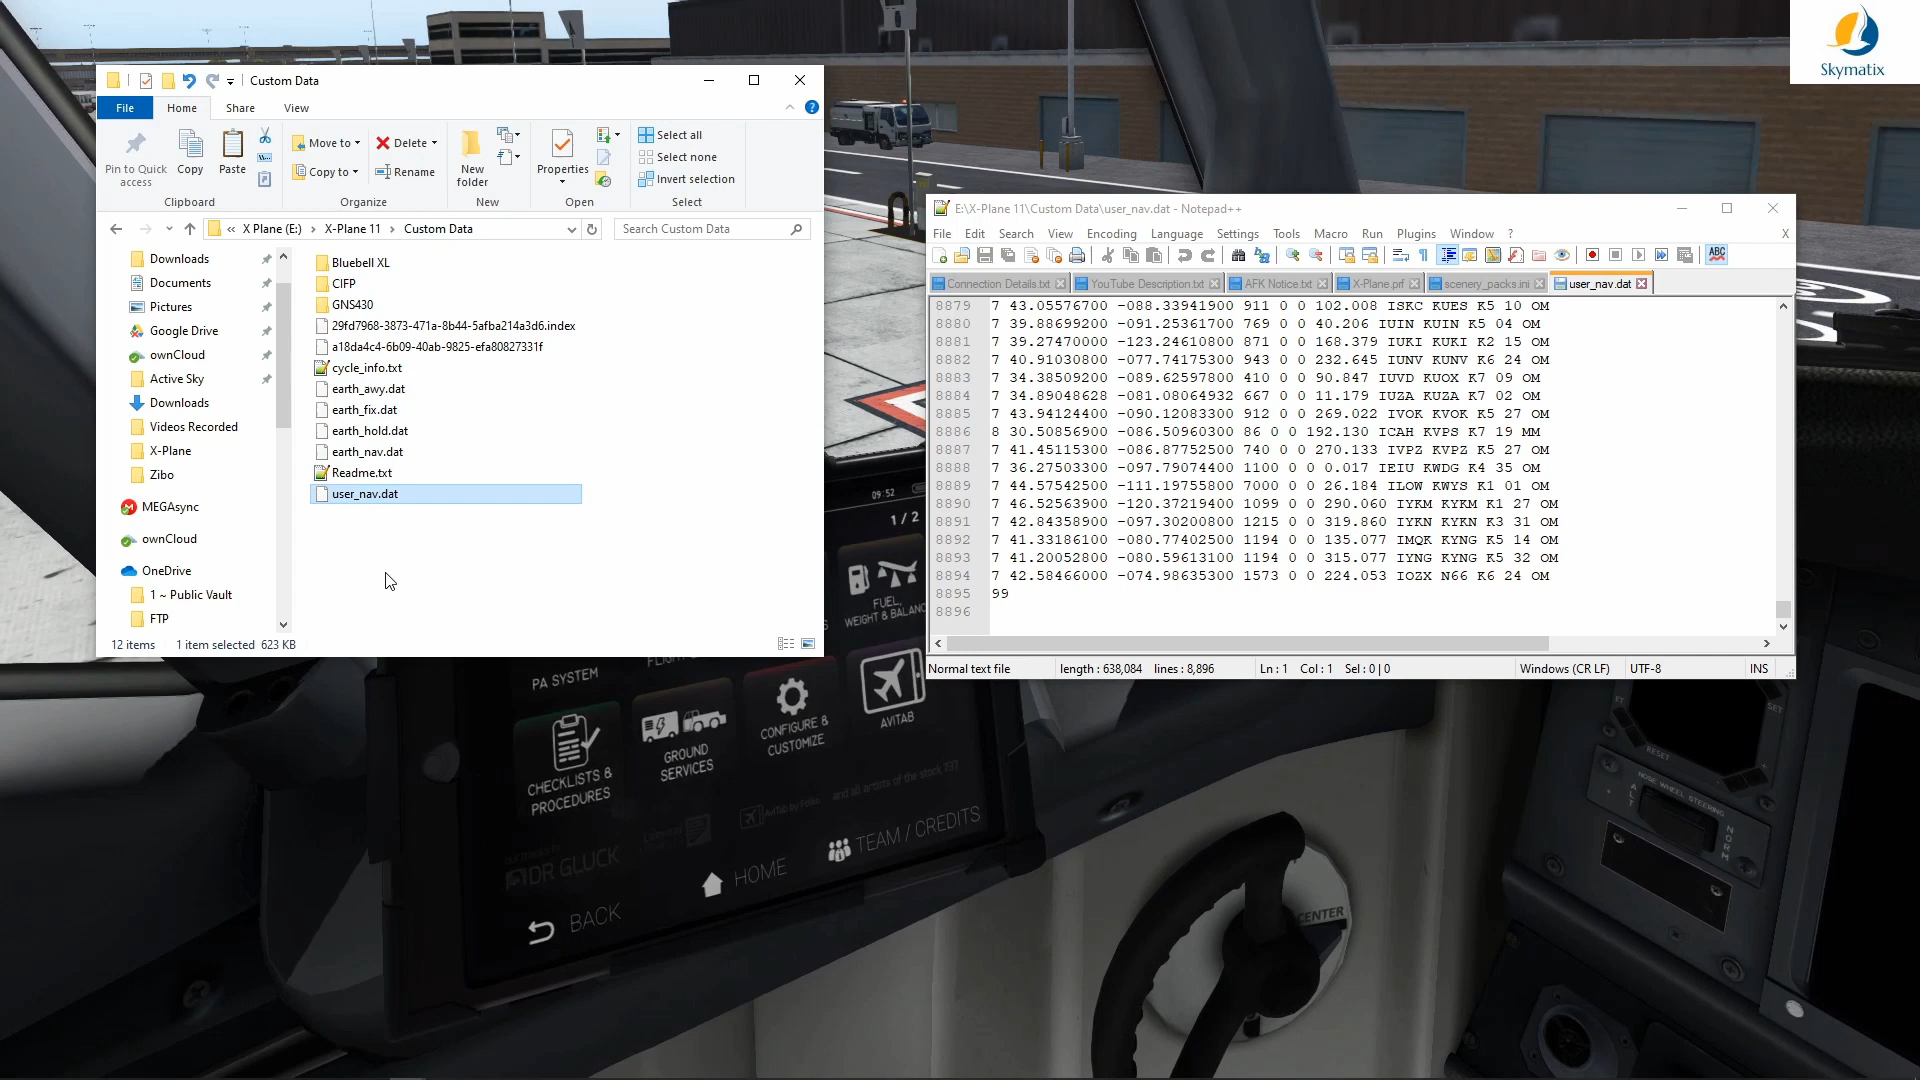 Skymatix
Custom Data
File Home Share View
Pin to Quick access
Copy
Paste
Move to
Copy to
Delete
Rename
New folder
Properties
Select all
Select none
Invert selection
Clipboard Organize New Open Select
« X Plane (E:) > X-Plane 11 > Custom Data
Search Custom Data
Downloads
Documents
Pictures
Google Drive
ownCloud
Active Sky
Downloads
Videos Recorded
X-Plane
Zibo
MEGAsync
ownCloud
OneDrive
1 ~ Public Vault
FTP
Bluebell XL
CIFP
GNS430
29fd7968-3873-471a-8b44-5afba214a3d6.index
a18da4c4-6b09-40ab-9825-efa80827331f
cycle_info.txt
earth_awy.dat
earth_fix.dat
earth_hold.dat
earth_nav.dat
Readme.txt
user_nav.dat
12 items 1 item selected 623 KB
E:\X-Plane 11\Custom Data\user_nav.dat - Notepad++
File Edit Search View Encoding Language Settings Tools Macro Run Plugins Window ? X
ABC
Connection Details.txt YouTube Description.txt AFK Notice.txt X-Plane.prf scenery_packs.ini user_nav.dat
8879 7 43.05576700 -088.33941900 911 0 0 102.008 ISKC KUES K5 10 OM
8880 7 39.88699200 -091.25361700 769 0 0 40.206 IUIN KUIN K5 04 OM
8881 7 39.27470000 -123.24610800 871 0 0 168.379 IUKI KUKI K2 15 OM
8882 7 40.91030800 -077.74175300 943 0 0 232.645 IUNV KUNV K6 24 OM
8883 7 34.38509200 -089.62597800 410 0 0 90.847 IUVD KUOX K7 09 OM
8884 7 34.89048628 -081.08064932 667 0 0 11.179 IUZA KUZA K7 02 OM
8885 7 43.94124400 -090.12083300 912 0 0 269.022 IVOK KVOK K5 27 OM
8886 8 30.50856900 -086.50960300 86 0 0 192.130 ICAH KVPS K7 19 MM
8887 7 41.45115300 -086.87752500 740 0 0 270.133 IVPZ KVPZ K5 27 OM
8888 7 36.27503300 -097.79074400 1100 0 0 0.017 IEIU KWDG K4 35 OM
8889 7 44.57542500 -111.19755800 7000 0 0 26.184 ILOW KWYS K1 01 OM
8890 7 46.52563900 -120.37219400 1099 0 0 290.060 IYKM KYKM K1 27 OM
8891 7 42.84358900 -097.30200800 1215 0 0 319.860 IYKN KYKN K3 31 OM
8892 7 41.33186100 -080.77402500 1194 0 0 135.077 IMQK KYNG K5 14 OM
8893 7 41.20052800 -080.59613100 1194 0 0 315.077 IYNG KYNG K5 32 OM
8894 7 42.58466000 -074.98635300 1573 0 0 224.053 IOZX N66 K6 24 OM
8895 99
8896
Normal text file length : 638,084 lines : 8,896 Ln : 1 Col : 1 Sel : 0 | 0 Windows (CR LF) UTF-8 INS
09:52
1 / 2
FUEL,
WEIGHT & BALANC
PA SYSTEM
CHECKLISTS &
PROCEDURES
GROUND
SERVICES
CONFIGURE &
CUSTOMIZE
AVITAB
and all artists of the stock 737
DR GLUCK
TEAM / CREDITS
HOME
BACK
CENTER
SET
RESET
NOSE WHEEL STEERING
ALT
NORM